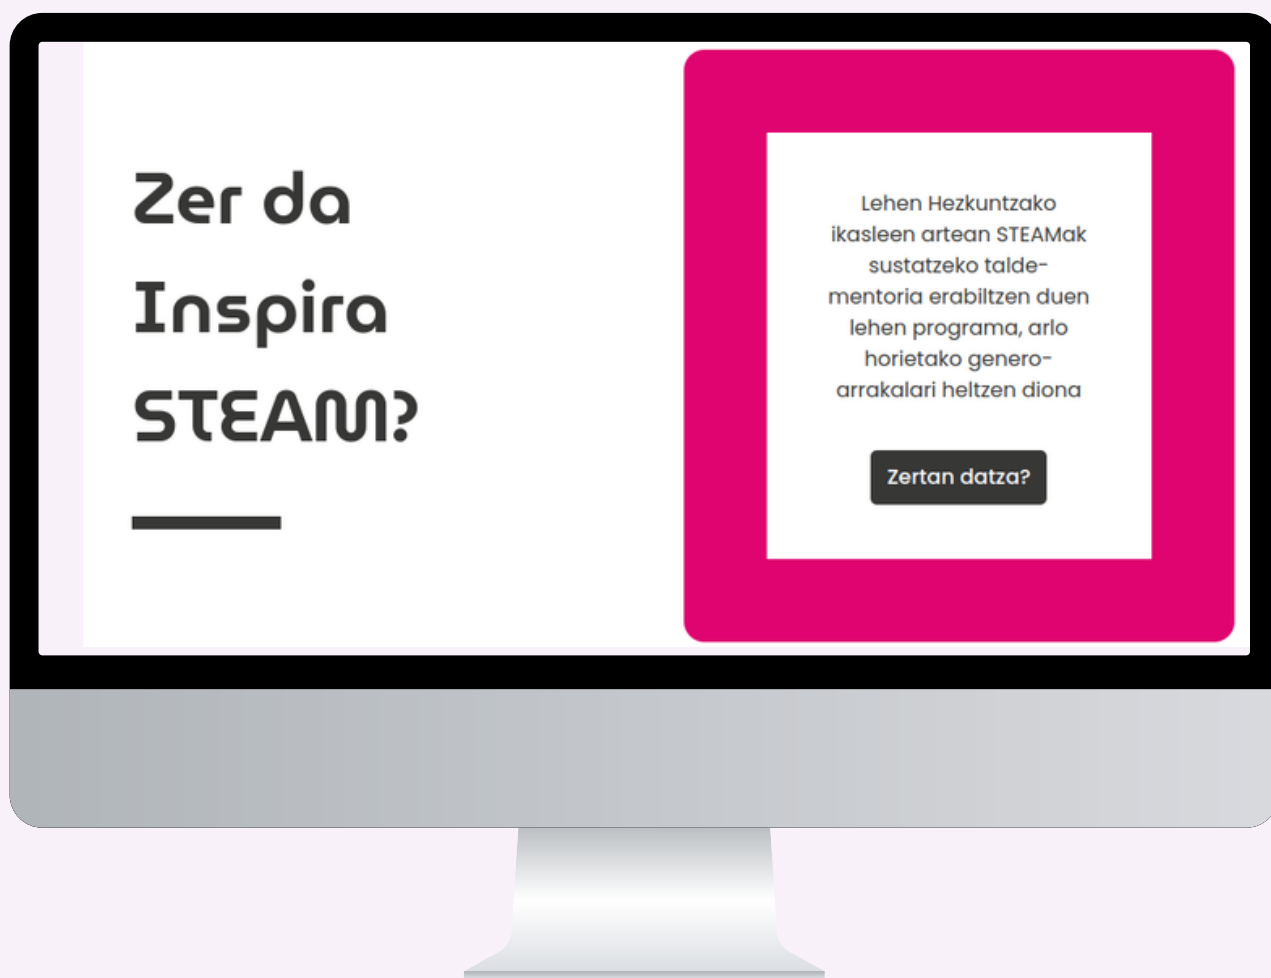 Zer da
Inspira
STEAM?
Lehen Hezkuntzako
ikasleen artean STEAMak
sustatzeko talde-
mentoria erabiltzen duen
lehen programa, arlo
horietako genero-
arrakalari heltzen diona
Zertan datza?